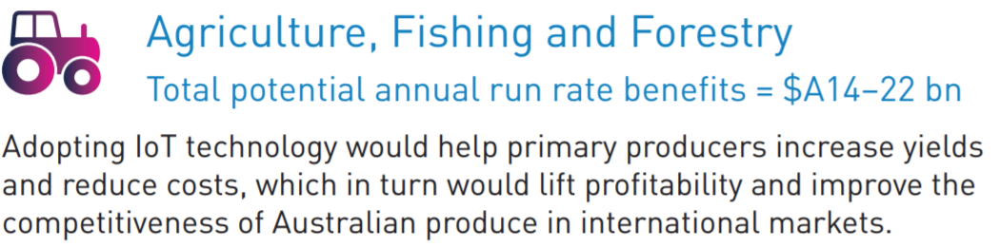 Agriculture, Fishing and Forestry
Total potential annual run rate benefits = $A14–22 bn
Adopting IoT technology would help primary producers increase yields
and reduce costs, which in turn would lift profitability and improve the
competitiveness of Australian produce in international markets.